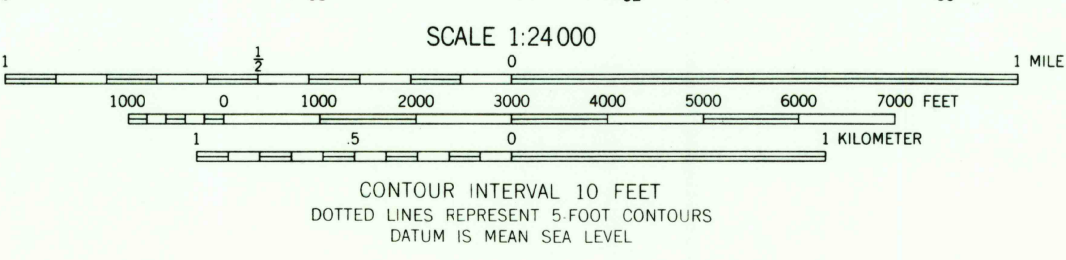 SCALE 1:24 000
1 1/2 0 1 MILE
1000 0 1000 2000 3000 4000 5000 6000 7000 FEET
1 .5 0 1 KILOMETER
CONTOUR INTERVAL 10 FEET
DOTTED LINES REPRESENT 5-FOOT CONTOURS
DATUM IS MEAN SEA LEVEL